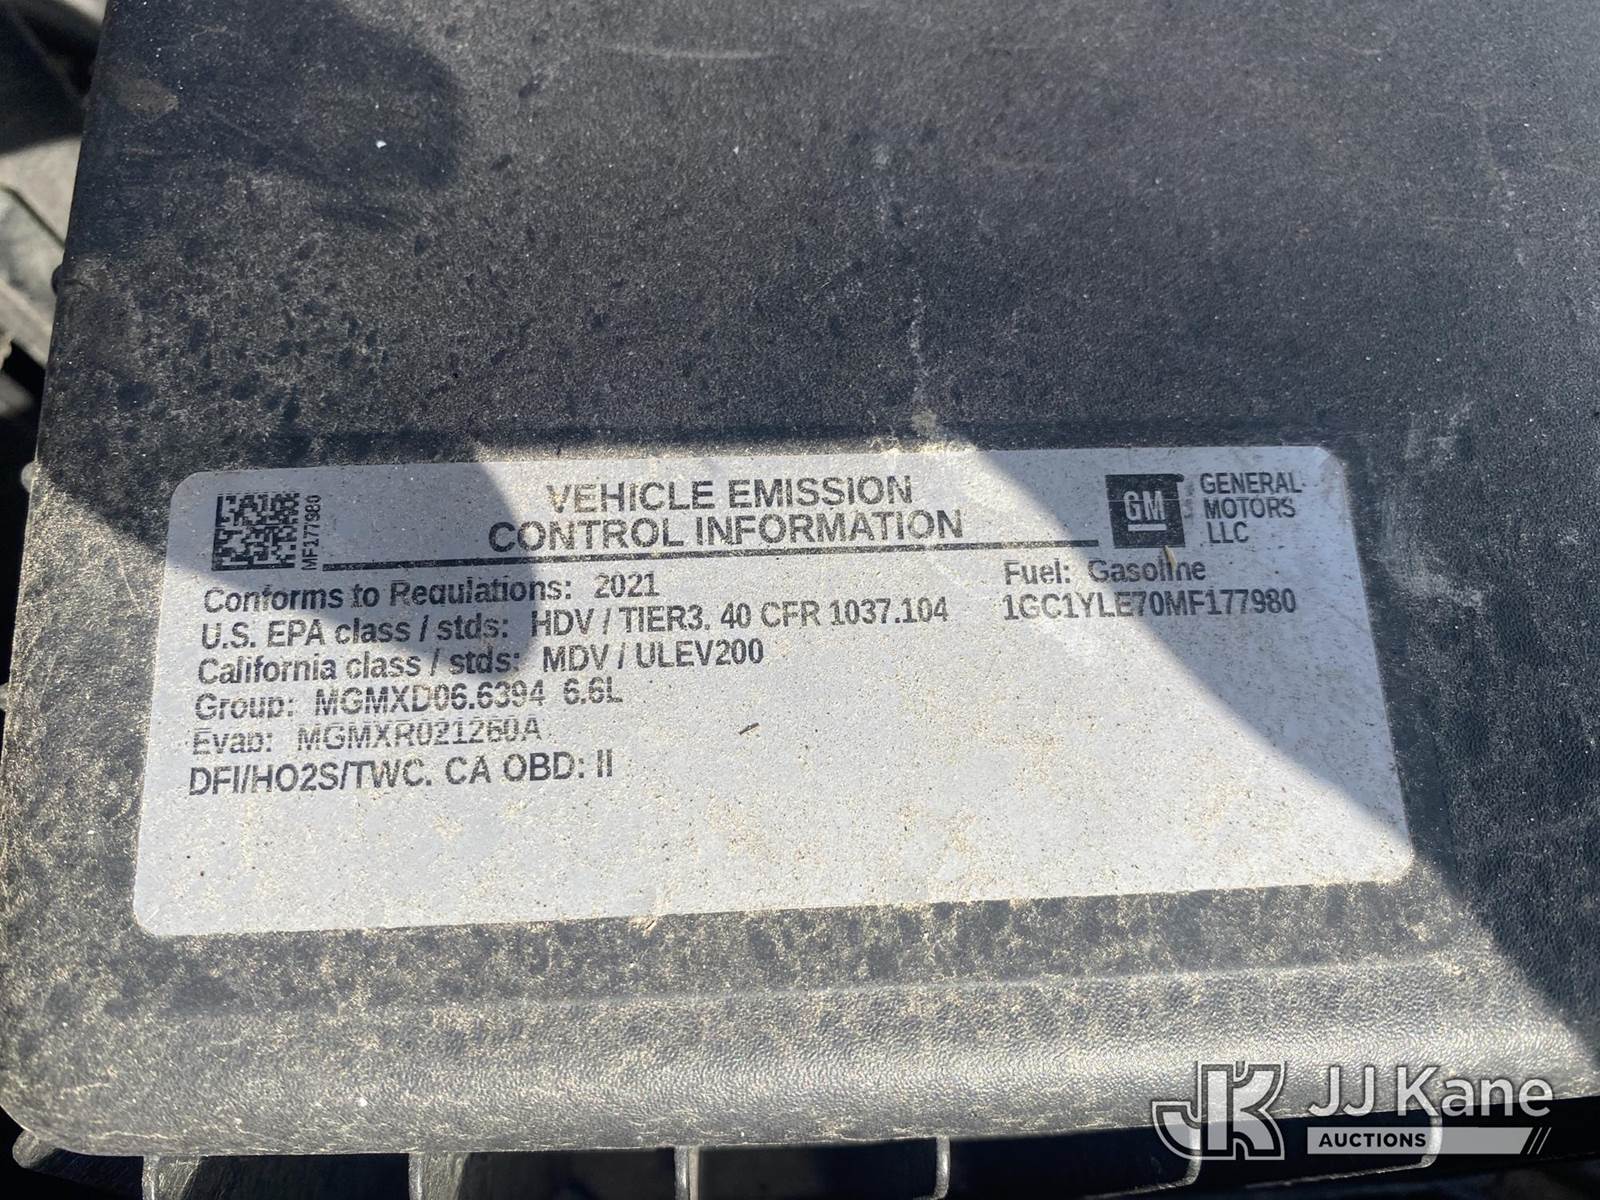 MF177980
VEHICLE EMISSION
CONTROL INFORMATION
GM
GENERAL
MOTORS
LLC
Conforms to Regulations: 2021
Fuel: Gasoline
U.S. EPA class / stds: HDV / TIER3. 40 CFR 1037.104
1GC1YLE70MF177980
California class / stds: MDV / ULEV200
Group: MGMXD06.6394 6.6L
Evap: MGMXR021260A
DFI/HO2S/TWC. CA OBD: II
JK JJ Kane
AUCTIONS